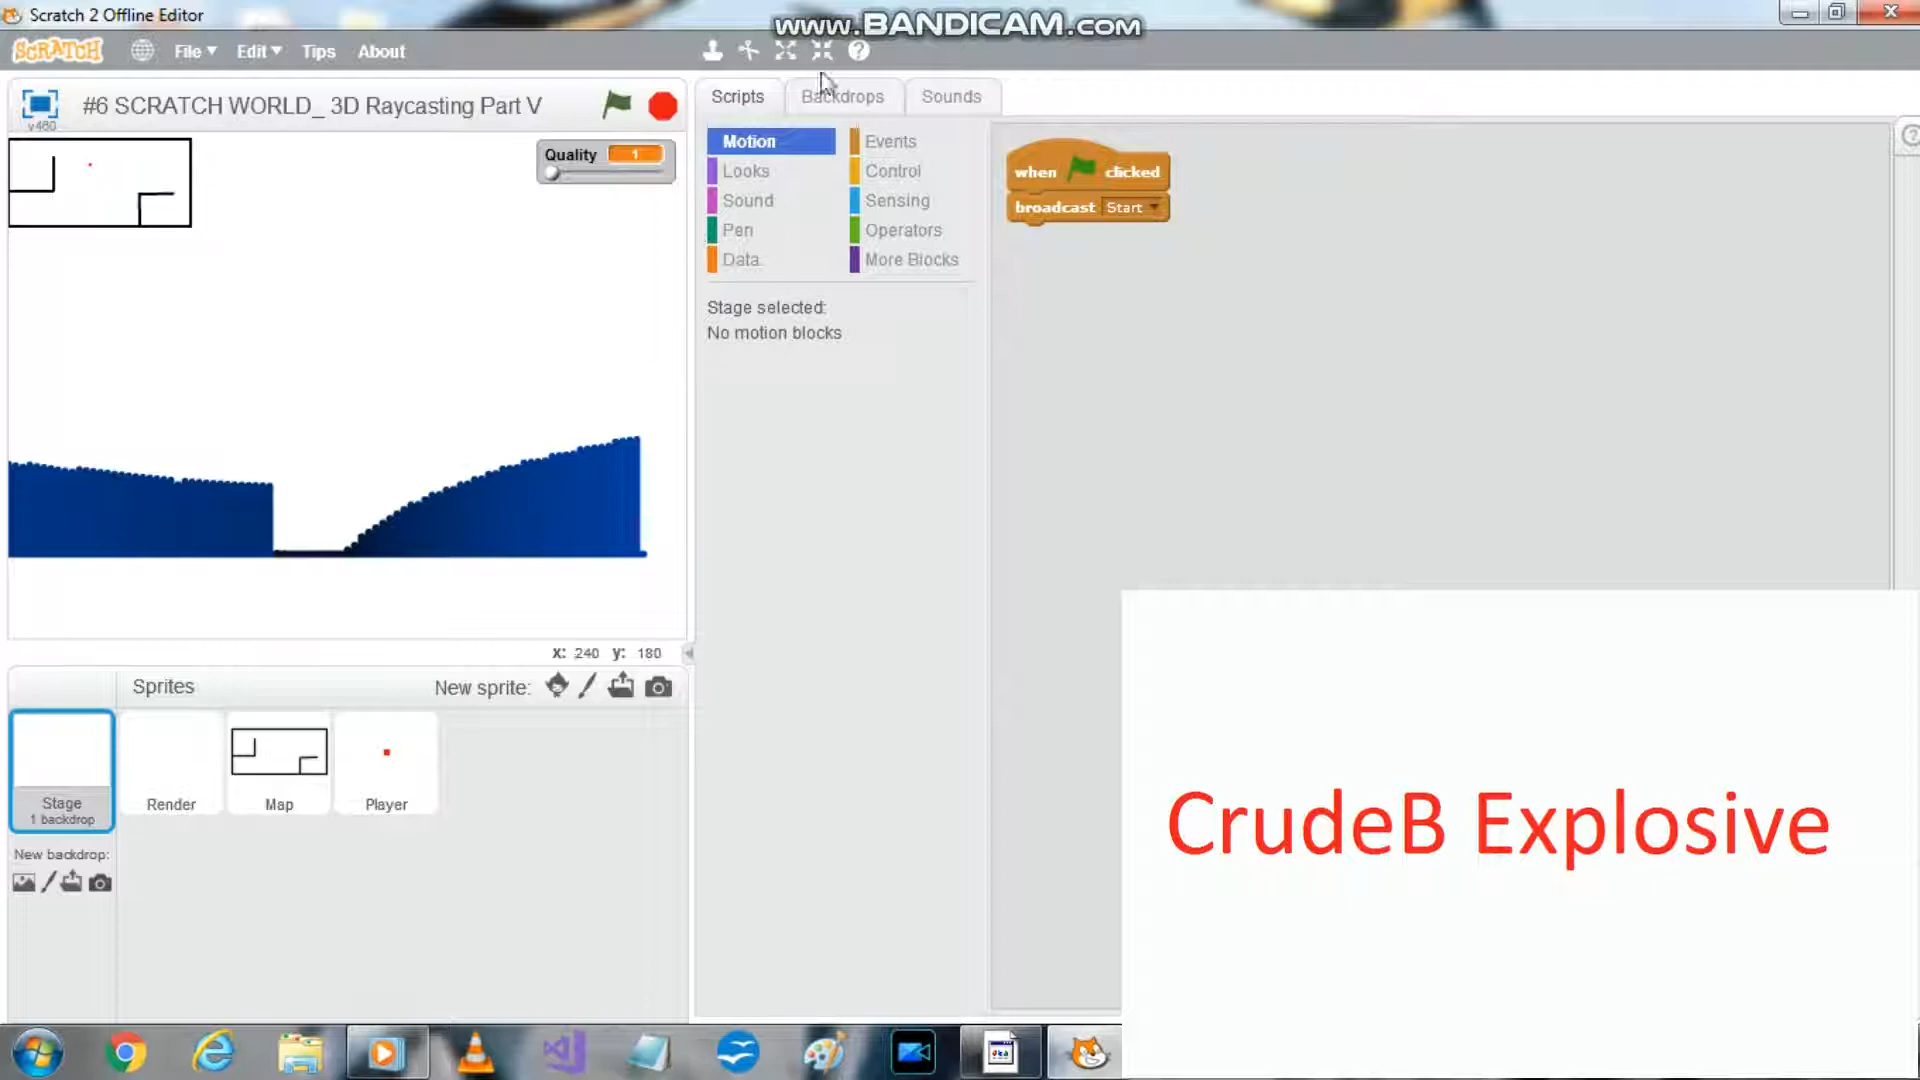 Scratch 2 Offline Editor
www.BANDICAM.com
SCRATCH
File
Edit
Tips
About
v460
#6 SCRATCH WORLD_ 3D Raycasting Part V
Quality 1
x: 240 y: 180
Scripts
Backdrops
Sounds
Motion
Looks
Sound
Pen
Data
Events
Control
Sensing
Operators
More Blocks
Stage selected:
No motion blocks
when clicked
broadcast Start
Sprites
New sprite:
Stage
1 backdrop
Render
Map
Player
New backdrop:
CrudeB Explosive